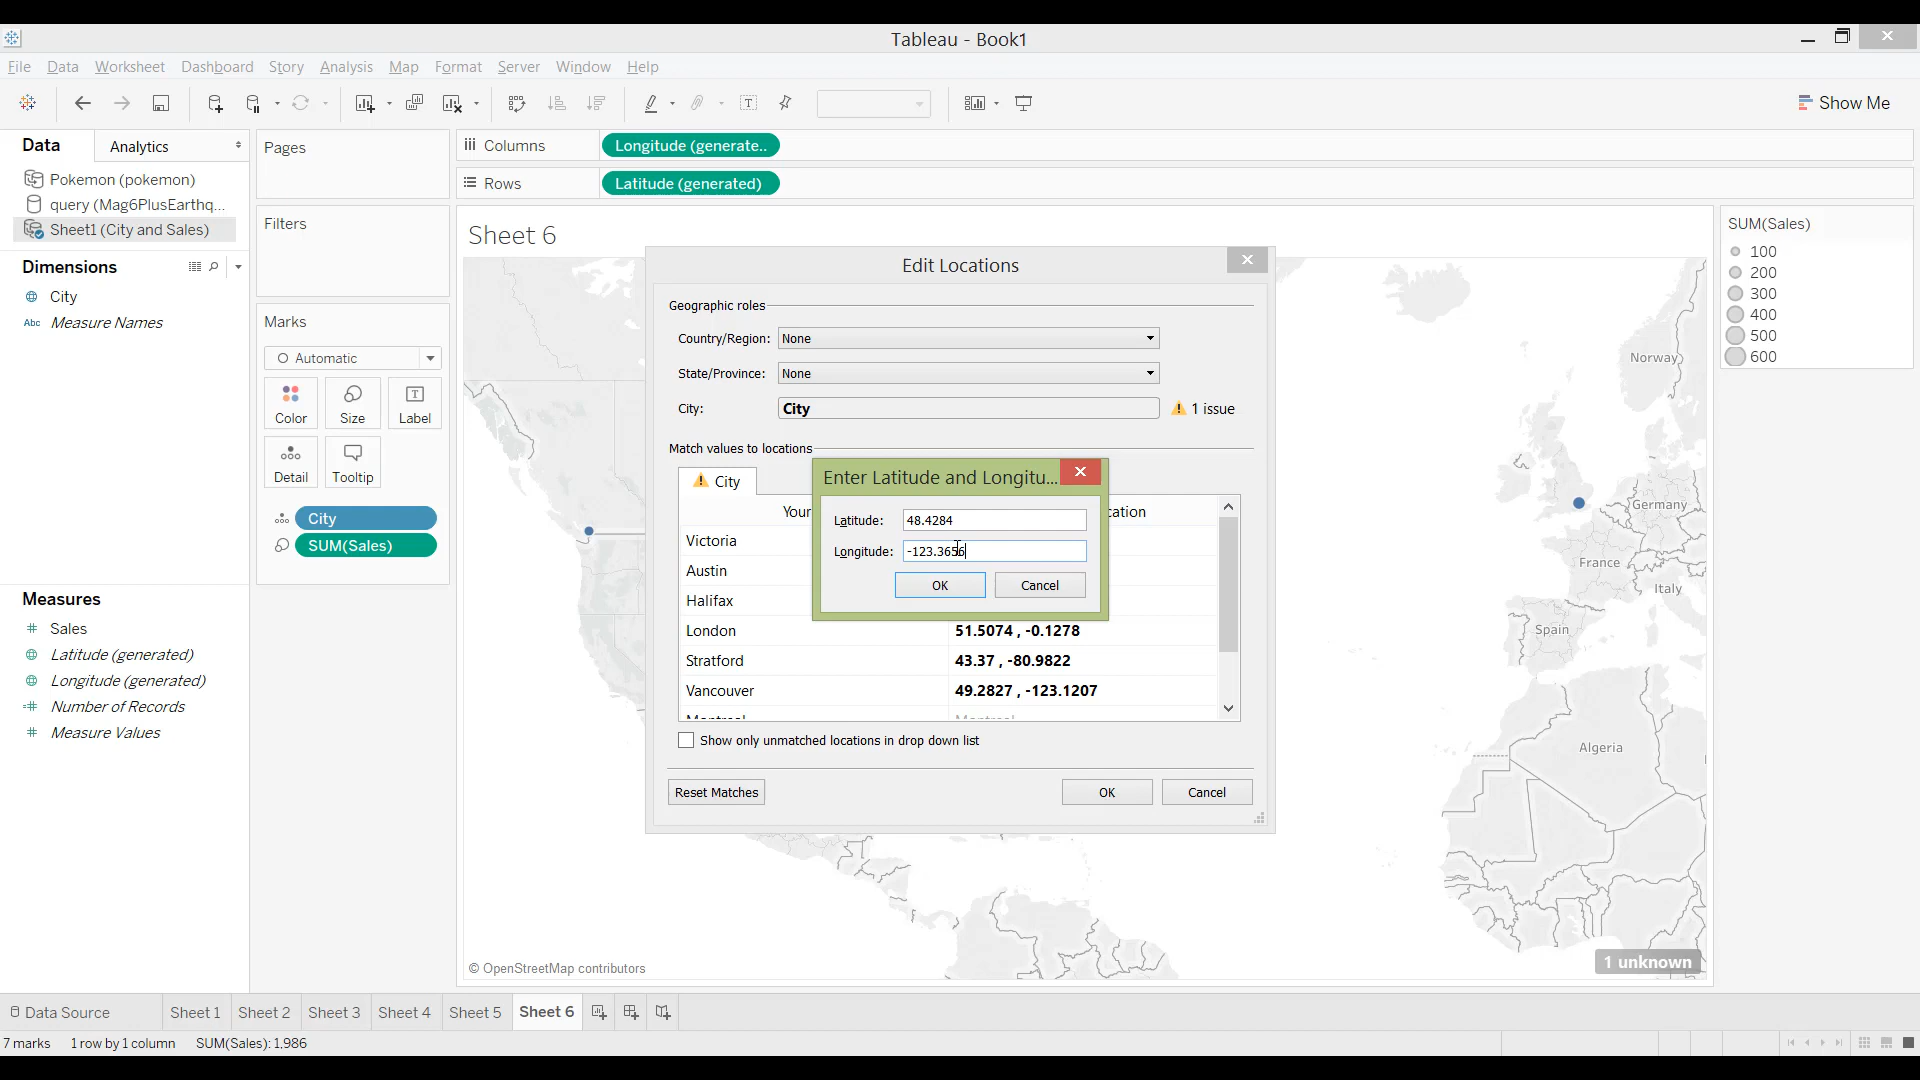 Tableau - Book1
File Data Worksheet Dashboard Story Analysis Map Format Server Window Help
Show Me
Data
Analytics
Pokemon (pokemon)
query (Mag6PlusEarthq...
Sheet1 (City and Sales)
Dimensions
City
Abc Measure Names
Measures
Sales
Latitude (generated)
Longitude (generated)
Number of Records
Measure Values
Pages
Filters
Marks
Automatic
Color Size Label
Detail Tooltip
City
SUM(Sales)
Columns Longitude (generate..
Rows Latitude (generated)
Sheet 6
Edit Locations
Geographic roles
Country/Region: None
State/Province: None
City: City 1 issue
Match values to locations
City
Your
cation
Victoria
Austin
Halifax
London 51.5074 , -0.1278
Stratford 43.37 , -80.9822
Vancouver 49.2827 , -123.1207
Show only unmatched locations in drop down list
Reset Matches OK Cancel
Enter Latitude and Longitu...
Latitude: 48.4284
Longitude: -123.3656
OK Cancel
Norway
Germany
France
Italy
Spain
Algeria
© OpenStreetMap contributors
1 unknown
SUM(Sales)
100
200
300
400
500
600
Data Source Sheet 1 Sheet 2 Sheet 3 Sheet 4 Sheet 5 Sheet 6
7 marks 1 row by 1 column SUM(Sales): 1,986